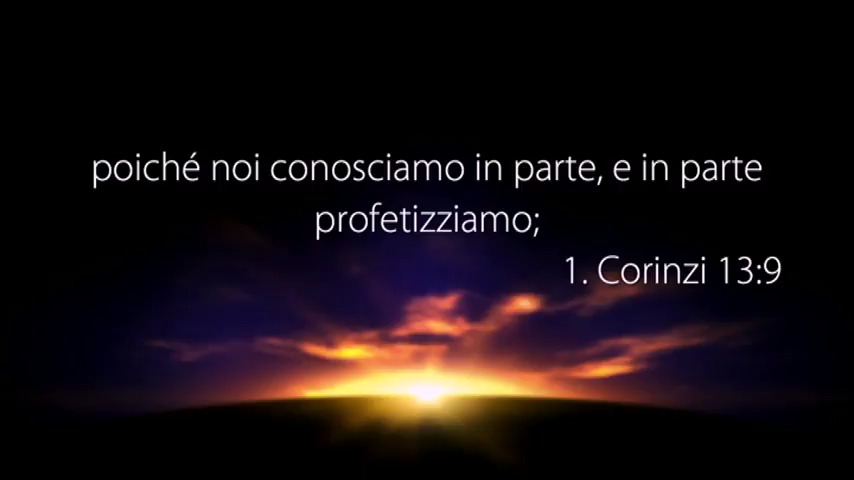 poiché noi conosciamo in parte, e in parte
profetizziamo;
1. Corinzi 13:9